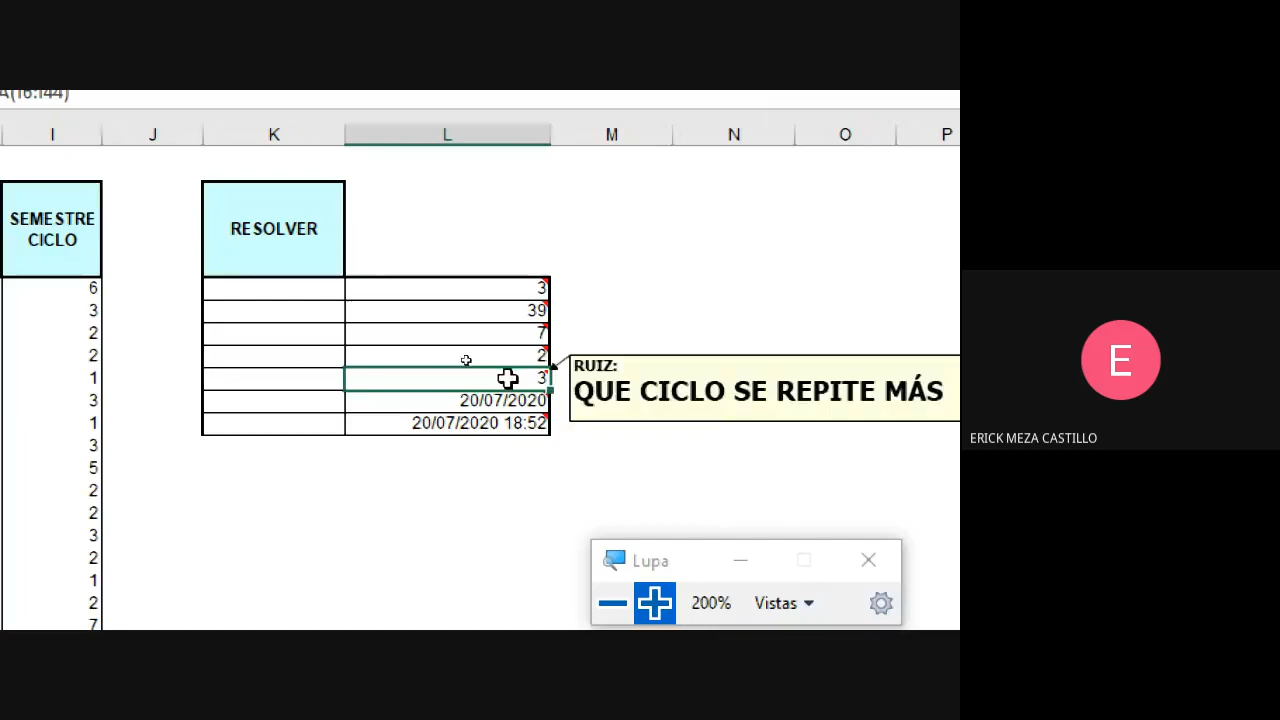 A(I6:I44)
I J K L M N O P
SEMESTRE
CICLO
RESOLVER
6 3
3 39
2 7
2 2
1 3
3 20/07/2020
1 20/07/2020 18:52
3
5
2
2
3
2
1
2
7
RUIZ:
QUE CICLO SE REPITE MÁS
Lupa
200% Vistas
E
ERICK MEZA CASTILLO